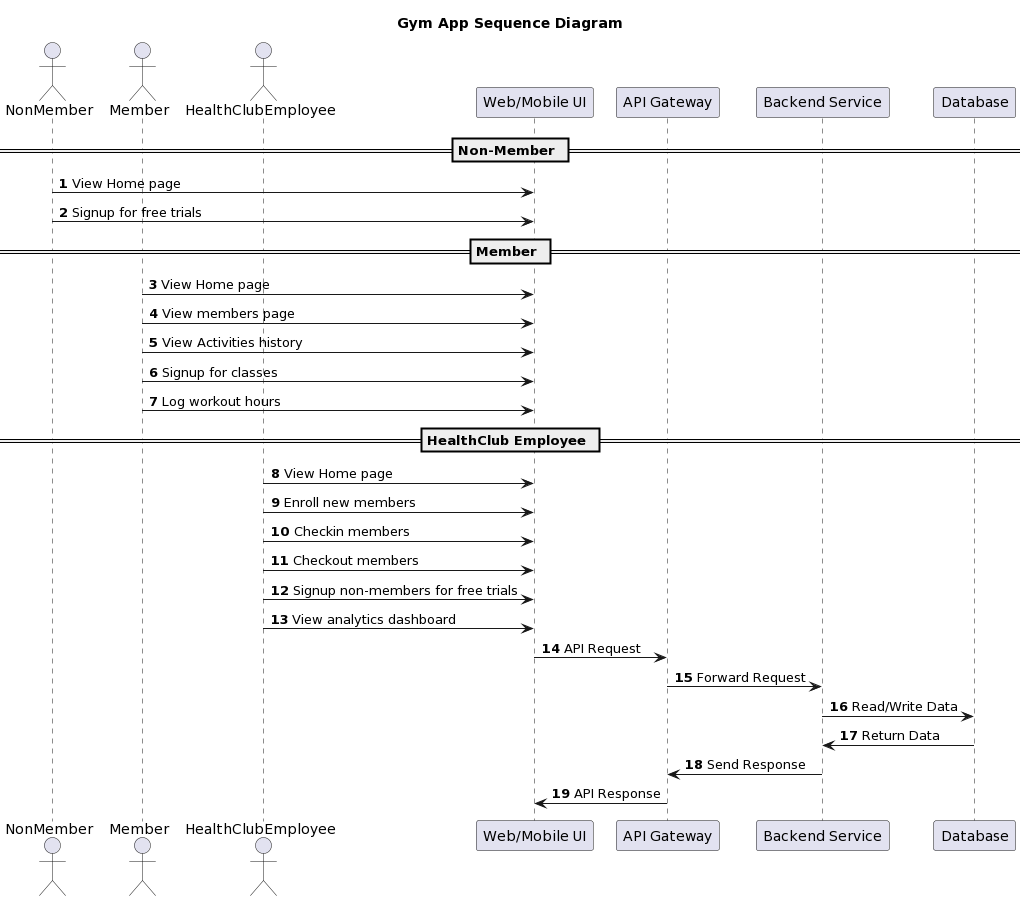 Gym App Sequence Diagram
NonMember Member HealthClubEmployee Web/Mobile UI API Gateway Backend Service Database
Non-Member
1 View Home page
2 Signup for free trials
Member
3 View Home page
4 View members page
5 View Activities history
6 Signup for classes
7 Log workout hours
HealthClub Employee
8 View Home page
9 Enroll new members
10 Checkin members
11 Checkout members
12 Signup non-members for free trials
13 View analytics dashboard
14 API Request
15 Forward Request
16 Read/Write Data
17 Return Data
18 Send Response
19 API Response
NonMember Member HealthClubEmployee Web/Mobile UI API Gateway Backend Service Database